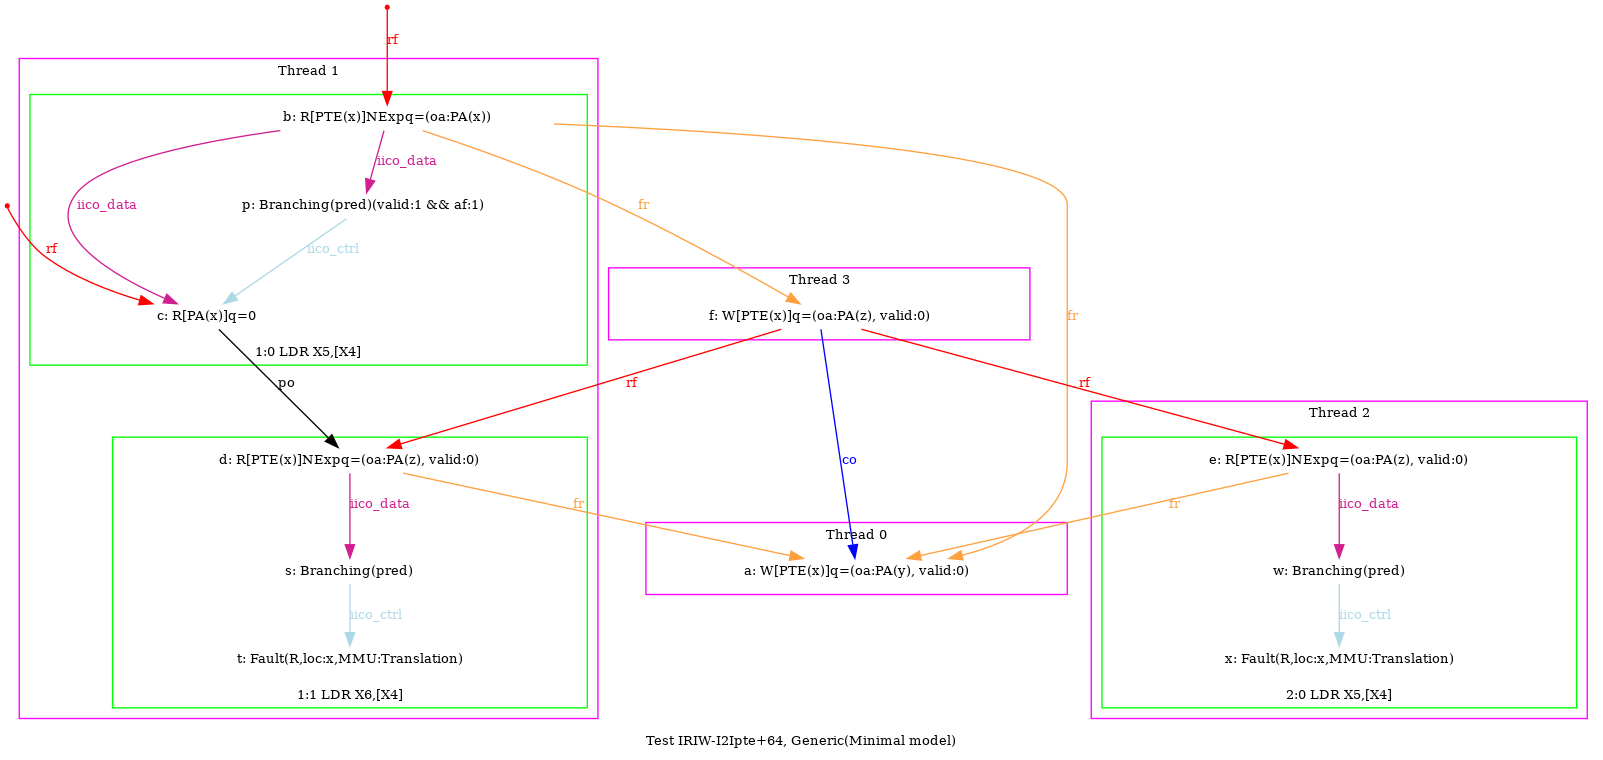 rf
Thread 1
b: R[PTE(x)]NExpq=(oa:PA(x))
iico_data
iico_data
p: Branching(pred)(valid:1 && af:1)
fr
rf
iico_ctrl
Thread 3
c: R[PA(x)]q=0
f: W[PTE(x)]q=(oa:PA(z), valid:0)
fr
1:0 LDR X5,[X4]
po
rf
rf
Thread 2
d: R[PTE(x)]NExpq=(oa:PA(z), valid:0)
co
e: R[PTE(x)]NExpq=(oa:PA(z), valid:0)
iico_data
fr
fr
iico_data
Thread 0
s: Branching(pred)
a: W[PTE(x)]q=(oa:PA(y), valid:0)
w: Branching(pred)
iico_ctrl
iico_ctrl
t: Fault(R,loc:x,MMU:Translation)
x: Fault(R,loc:x,MMU:Translation)
1:1 LDR X6,[X4]
2:0 LDR X5,[X4]
Test IRIW-I2Ipte+64, Generic(Minimal model)